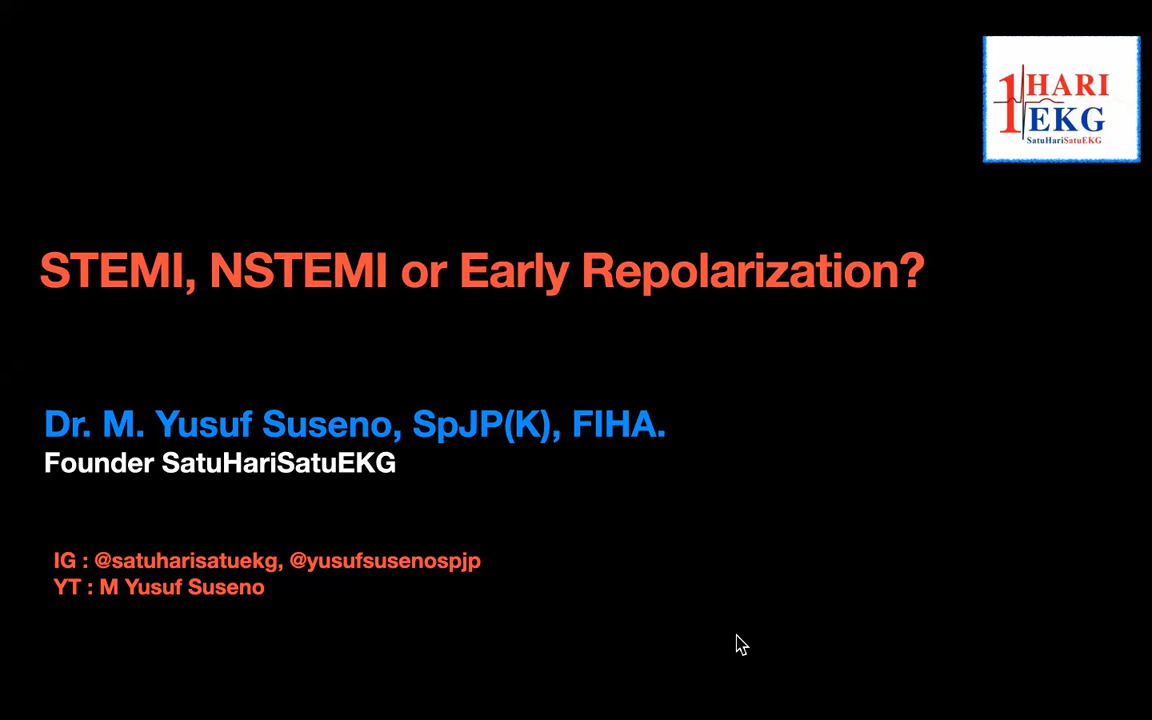 1 HARI
EKG
SatuHariSatuEKG
STEMI, NSTEMI or Early Repolarization?
Dr. M. Yusuf Suseno, SpJP(K), FIHA.
Founder SatuHariSatuEKG
IG : @satuharisatuekg, @yusufsusenospjp
YT : M Yusuf Suseno